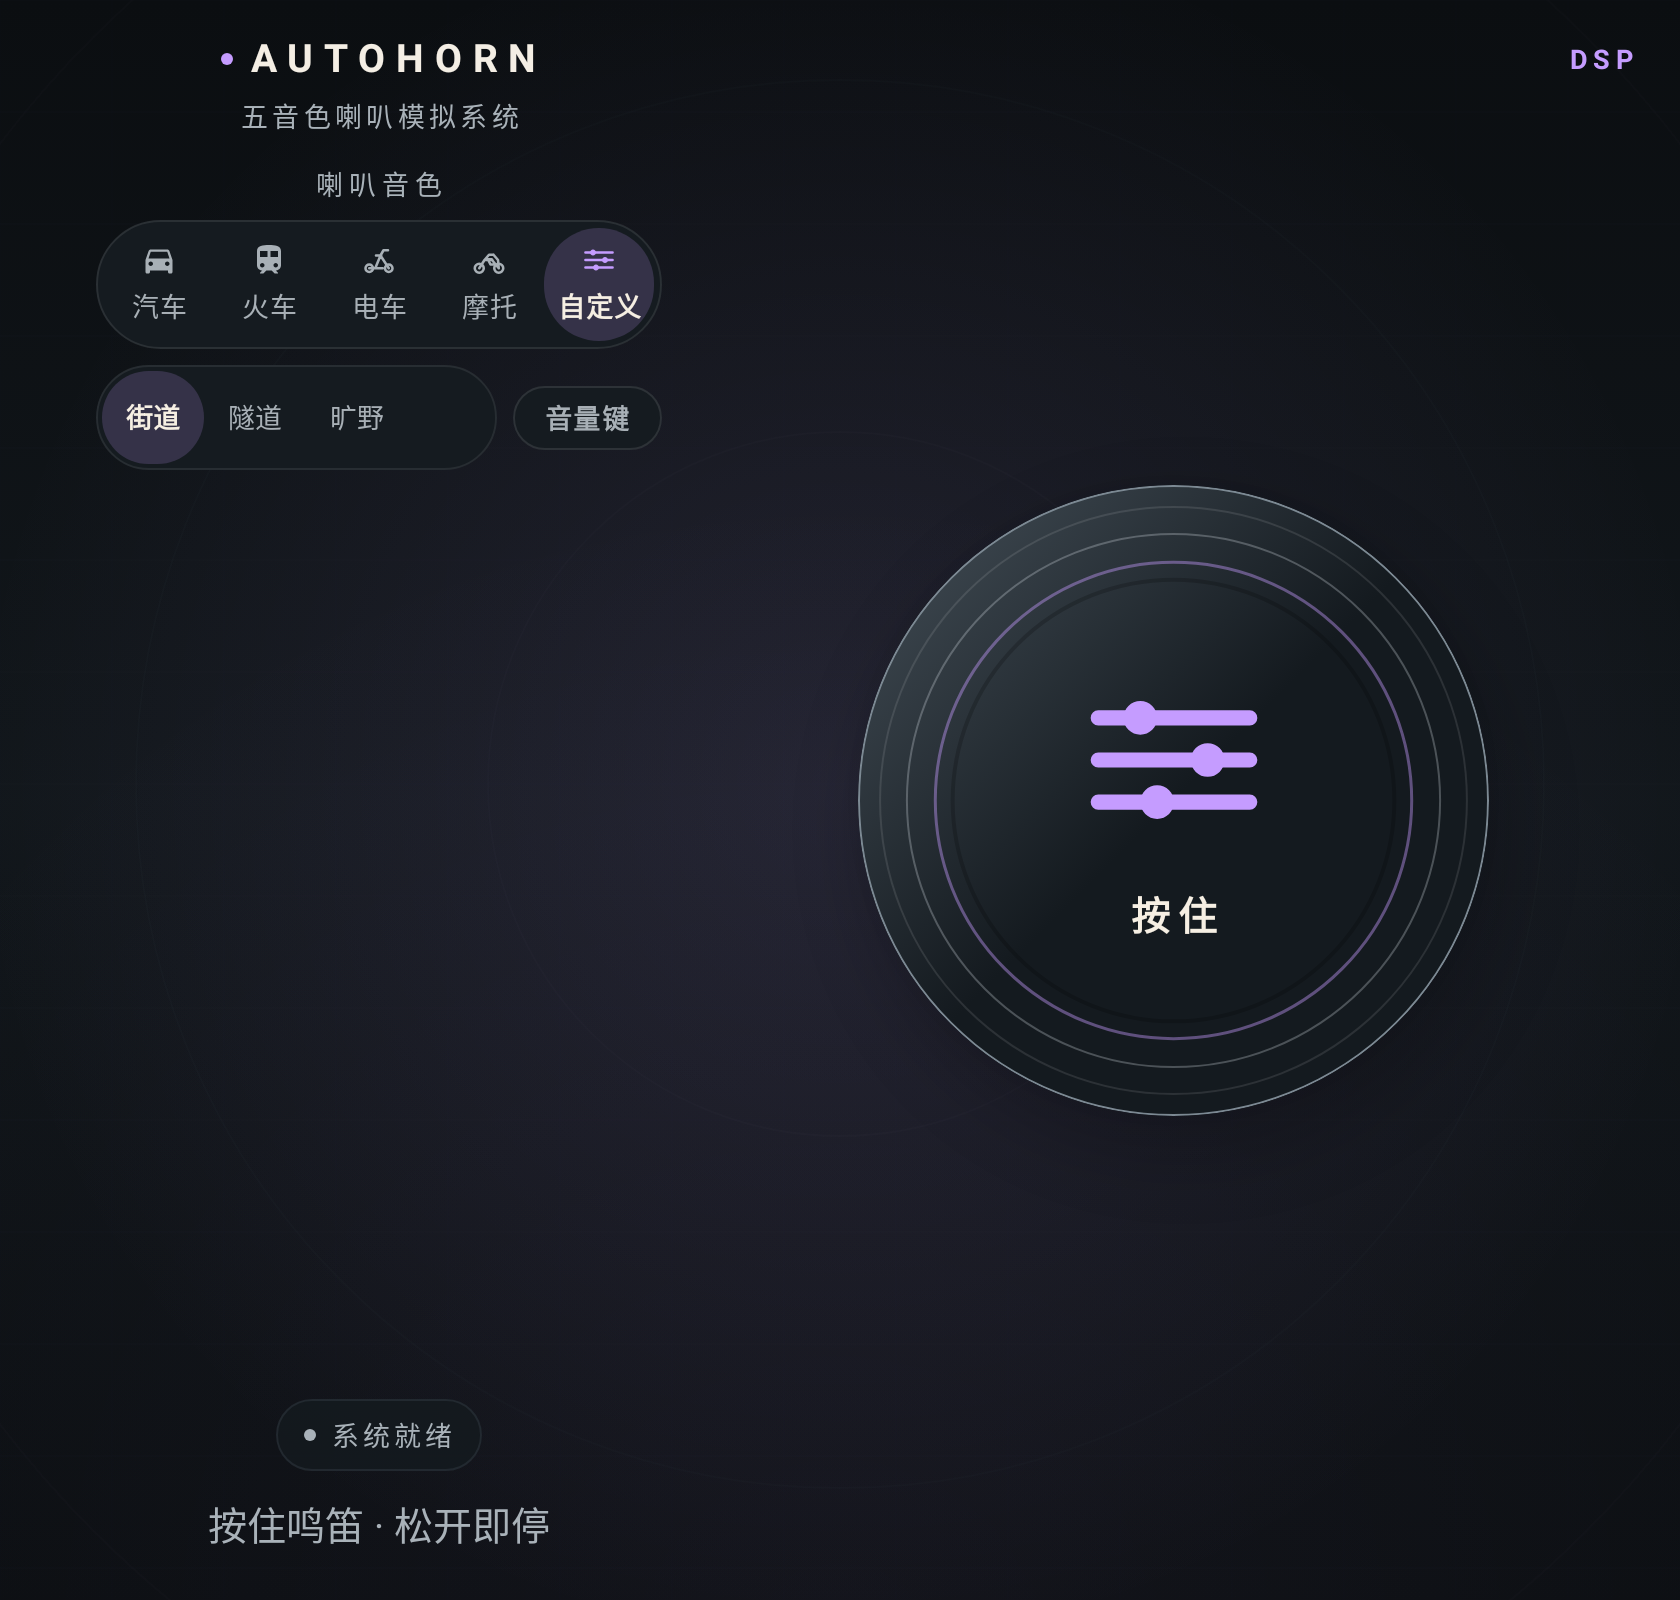 AUTOHORN
DSP
五音色喇叭模拟系统
喇叭音色
汽车 火车 电车 摩托 自定义
街道 隧道 旷野 音量键
按住
系统就绪
按住鸣笛 · 松开即停